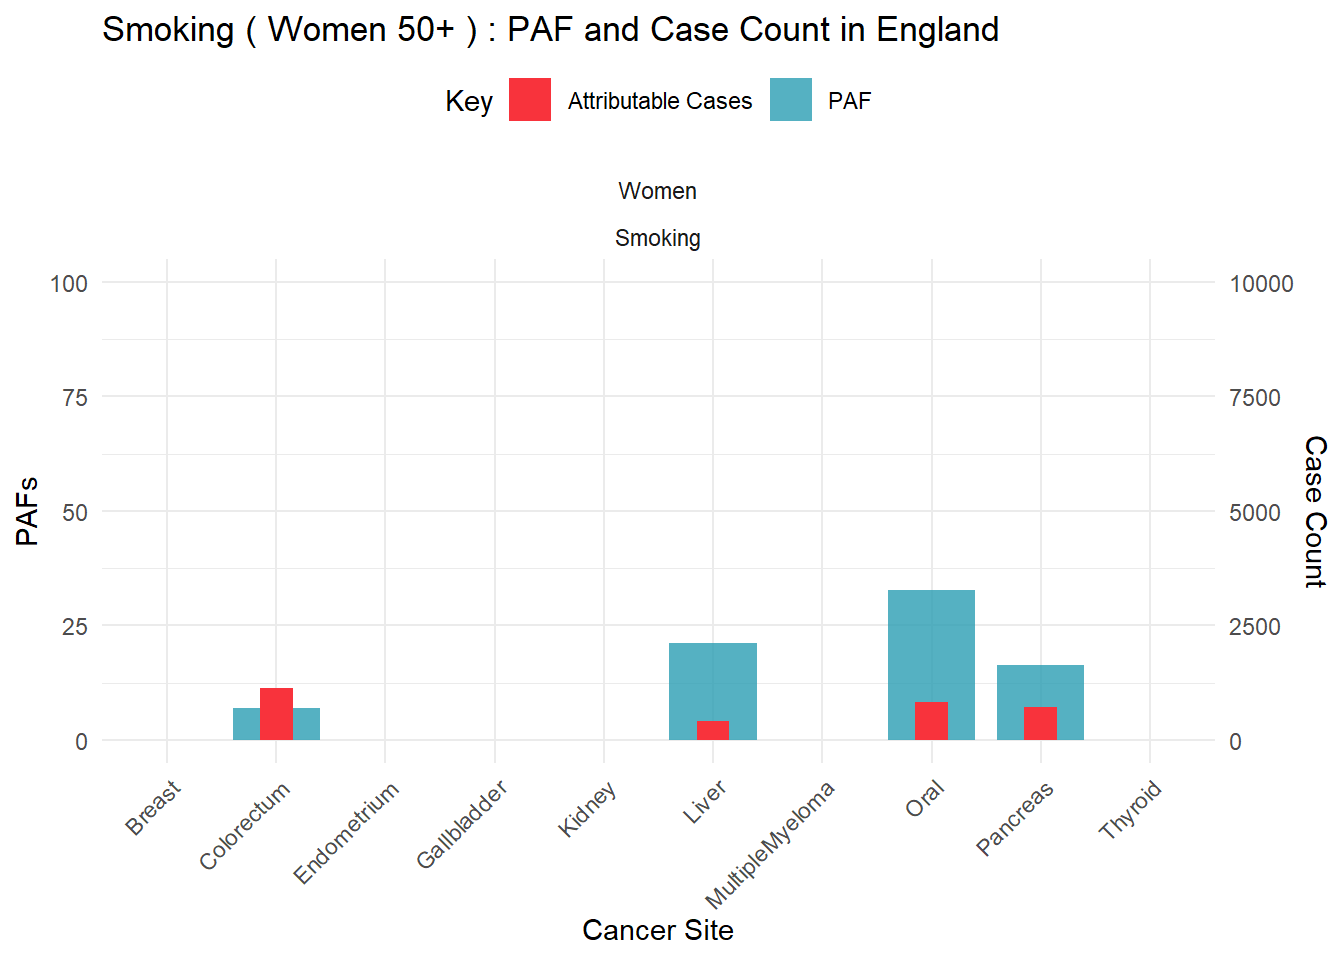 Smoking ( Women 50+ ) : PAF and Case Count in England
Key Attributable Cases PAF
Women
Smoking
100
75
50
25
0
PAFs
10000
7500
5000
2500
0
Case Count
Breast
Colorectum
Endometrium
Gallbladder
Kidney
Liver
MultipleMyeloma
Oral
Pancreas
Thyroid
Cancer Site